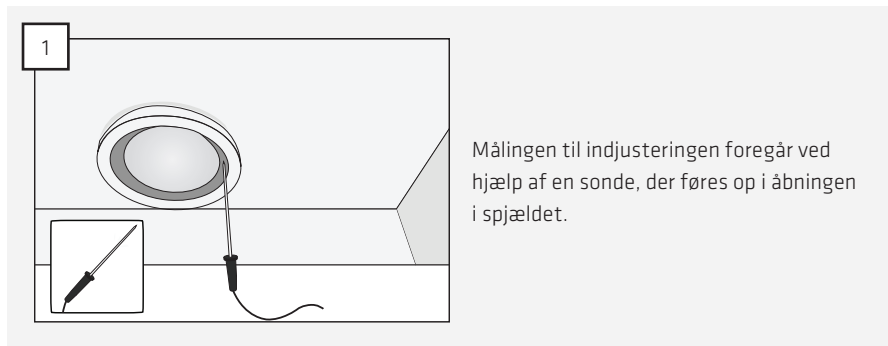 1
Målingen til indjusteringen foregår ved
hjælp af en sonde, der føres op i åbningen
i spjældet.